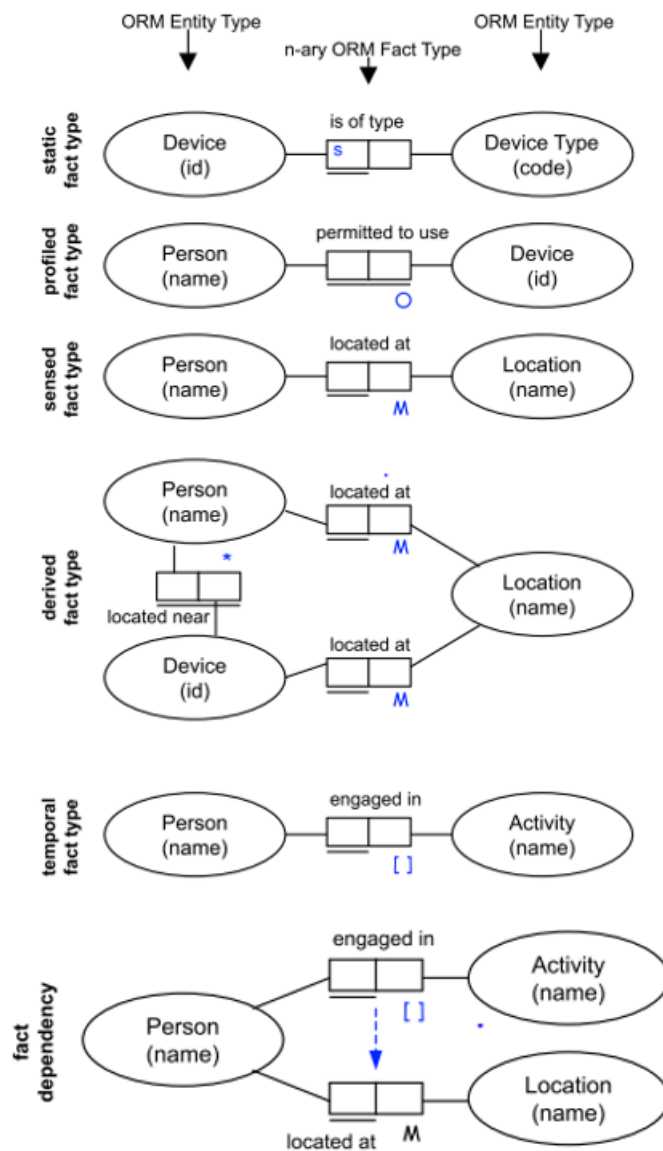 ORM Entity Type
n-ary ORM Fact Type
ORM Entity Type
static
fact type
Device
(id)
is of type
s
Device Type
(code)
profiled
fact type
Person
(name)
permitted to use
Device
(id)
sensed
fact type
Person
(name)
located at
M
Location
(name)
derived
fact type
Person
(name)
located at
M
*
located near
Location
(name)
Device
(id)
located at
M
temporal
fact type
Person
(name)
engaged in
[ ]
Activity
(name)
fact
dependency
Person
(name)
engaged in
[ ]
Activity
(name)
located at
M
Location
(name)